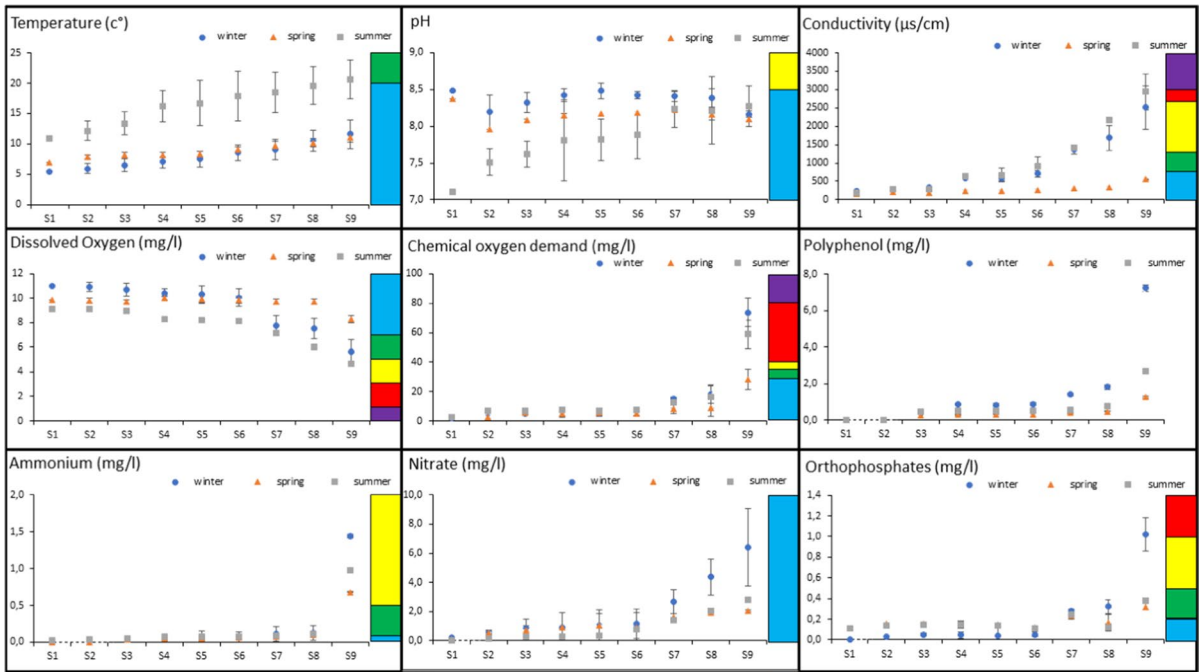 Temperature (c°)
winter spring summer
25
20
15
10
5
0
S1 S2 S3 S4 S5 S6 S7 S8 S9
pH
winter spring summer
9,0
8,5
8,0
7,5
7,0
S1 S2 S3 S4 S5 S6 S7 S8 S9
Conductivity (µs/cm)
winter spring summer
4000
3500
3000
2500
2000
1500
1000
500
0
S1 S2 S3 S4 S5 S6 S7 S8 S9
Dissolved Oxygen (mg/l)
winter spring summer
12
10
8
6
4
2
0
S1 S2 S3 S4 S5 S6 S7 S8 S9
Chemical oxygen demand (mg/l)
winter spring summer
100
80
60
40
20
0
S1 S2 S3 S4 S5 S6 S7 S8 S9
Polyphenol (mg/l)
winter spring summer
8,0
6,0
4,0
2,0
0,0
S1 S2 S3 S4 S5 S6 S7 S8 S9
Ammonium (mg/l)
winter spring summer
2,0
1,5
1,0
0,5
0,0
S1 S2 S3 S4 S5 S6 S7 S8 S9
Nitrate (mg/l)
winter spring summer
10,0
8,0
6,0
4,0
2,0
0,0
S1 S2 S3 S4 S5 S6 S7 S8 S9
Orthophosphates (mg/l)
winter spring summer
1,4
1,2
1,0
0,8
0,6
0,4
0,2
0,0
S1 S2 S3 S4 S5 S6 S7 S8 S9